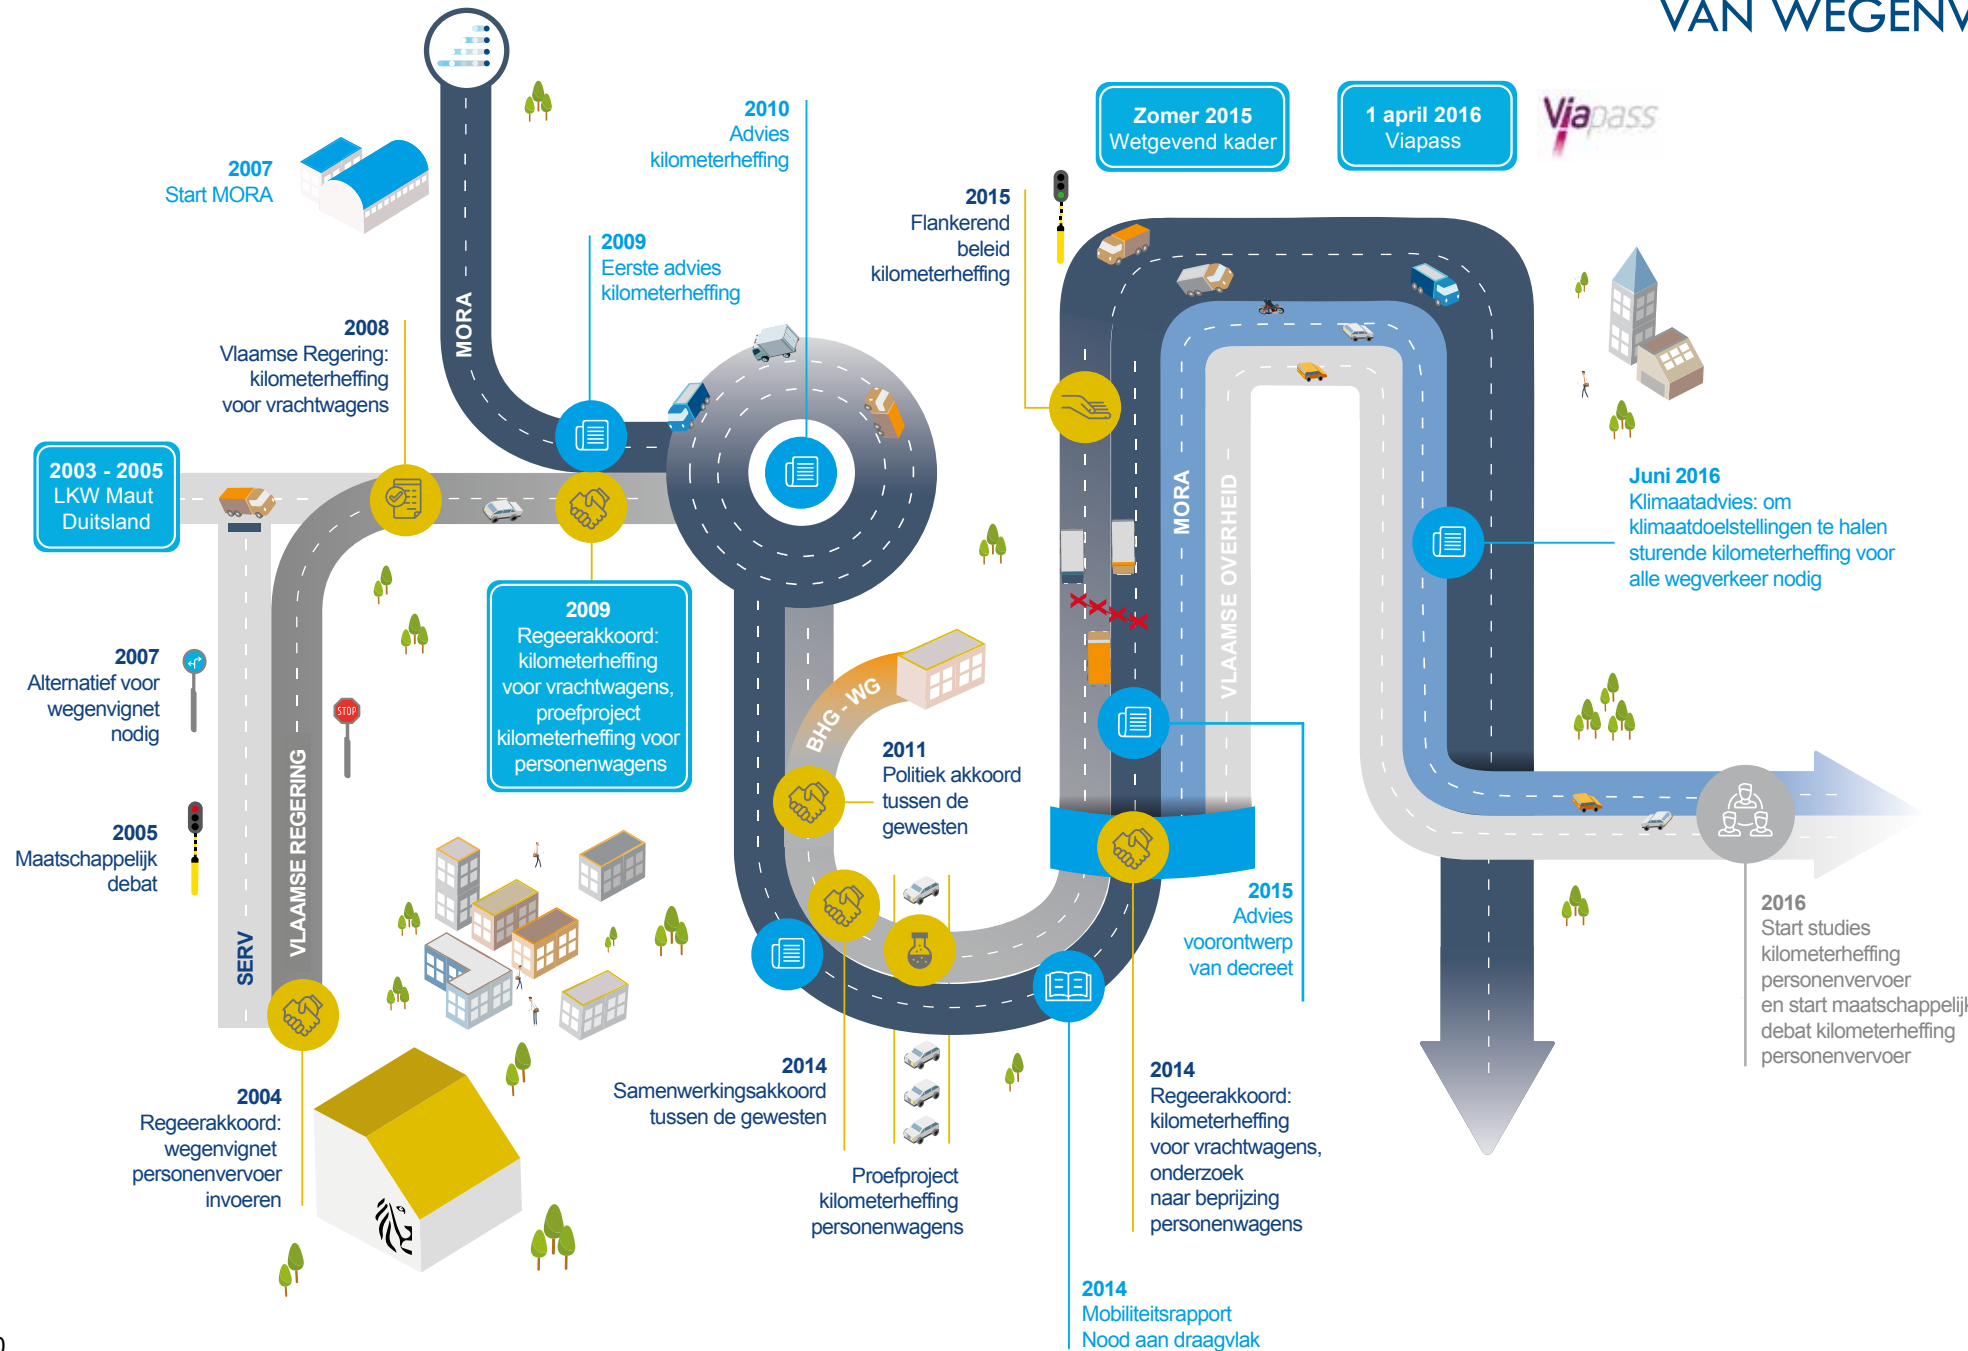 VAN WEGENV
2007
Start MORA
2010
Advies
kilometerheffing
Zomer 2015
Wetgevend kader
1 april 2016
Viapass
Viapass
2009
Eerste advies
kilometerheffing
2015
Flankerend
beleid
kilometerheffing
MORA
2008
Vlaamse Regering:
kilometerheffing
voor vrachtwagens
2003 - 2005
LKW Maut
Duitsland
2009
Regeerakkoord:
kilometerheffing
voor vrachtwagens,
proefproject
kilometerheffing voor
personenwagens
MORA
VLAAMSE OVERHEID
Juni 2016
Klimaatadvies: om
klimaatdoelstellingen te halen
sturende kilometerheffing voor
alle wegverkeer nodig
2007
Alternatief voor
wegenvignet
nodig
STOP
2005
Maatschappelijk
debat
SERV
VLAAMSE REGERING
BHG - WG
2011
Politiek akkoord
tussen de
gewesten
2015
Advies
voorontwerp
van decreet
2016
Start studies
kilometerheffing
personenvervoer
en start maatschappelijk
debat kilometerheffing
personenvervoer
2004
Regeerakkoord:
wegenvignet
personenvervoer
invoeren
2014
Samenwerkingsakkoord
tussen de gewesten
Proefproject
kilometerheffing
personenwagens
2014
Regeerakkoord:
kilometerheffing
voor vrachtwagens,
onderzoek
naar beprijzing
personenwagens
2014
Mobiliteitsrapport
Nood aan draagvlak
0